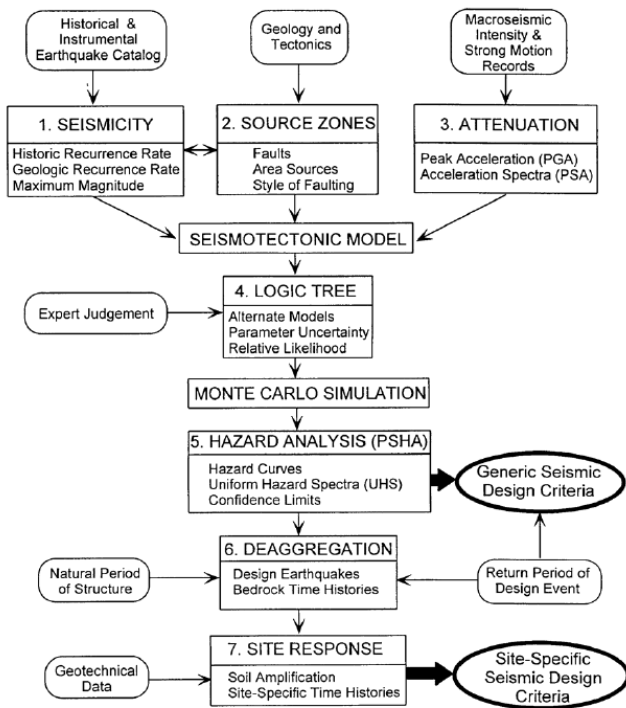 Historical &
Instrumental
Earthquake Catalog
Geology and
Tectonics
Macroseismic
Intensity &
Strong Motion
Records
1. SEISMICITY
Historic Recurrence Rate
Geologic Recurrence Rate
Maximum Magnitude
2. SOURCE ZONES
Faults
Area Sources
Style of Faulting
3. ATTENUATION
Peak Acceleration (PGA)
Acceleration Spectra (PSA)
SEISMOTECTONIC MODEL
Expert Judgement
4. LOGIC TREE
Alternate Models
Parameter Uncertainty
Relative Likelihood
MONTE CARLO SIMULATION
5. HAZARD ANALYSIS (PSHA)
Hazard Curves
Uniform Hazard Spectra (UHS)
Confidence Limits
Generic Seismic
Design Criteria
Natural Period
of Structure
6. DEAGGREGATION
Design Earthquakes
Bedrock Time Histories
Return Period of
Design Event
Geotechnical
Data
7. SITE RESPONSE
Soil Amplification
Site-Specific Time Histories
Site-Specific
Seismic Design
Criteria